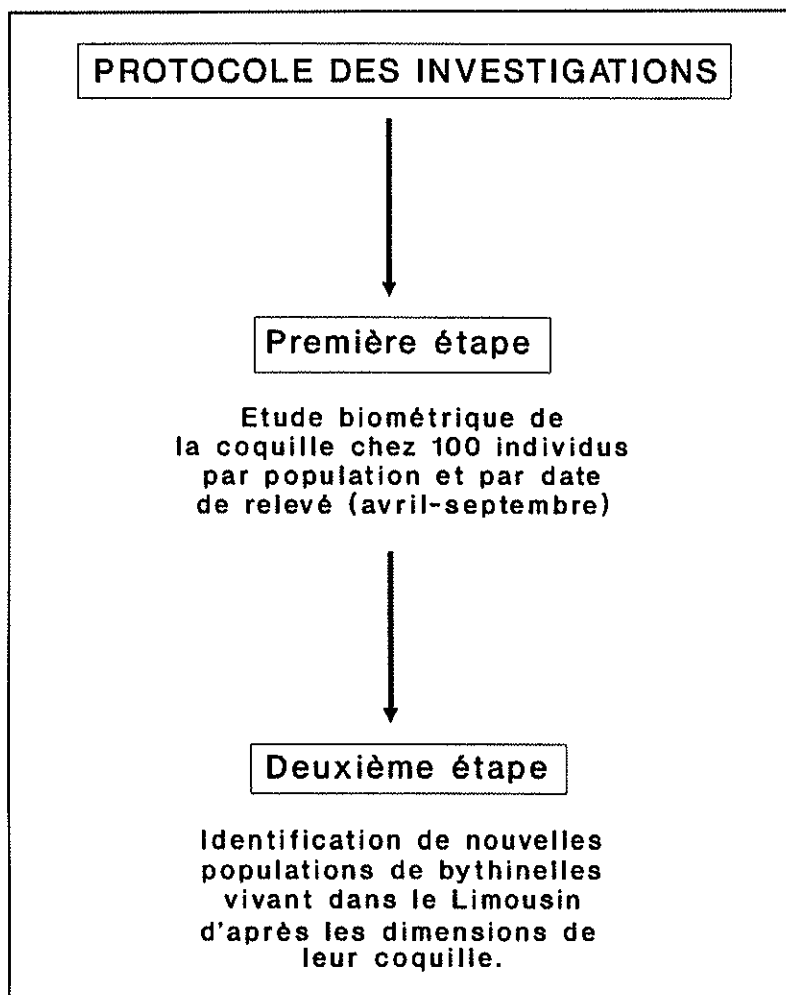 PROTOCOLE DES INVESTIGATIONS
Première étape
Etude biométrique de
la coquille chez 100 individus
par population et par date
de relevé (avril-septembre)
Deuxième étape
Identification de nouvelles
populations de bythinelles
vivant dans le Limousin
d'après les dimensions de
leur coquille.